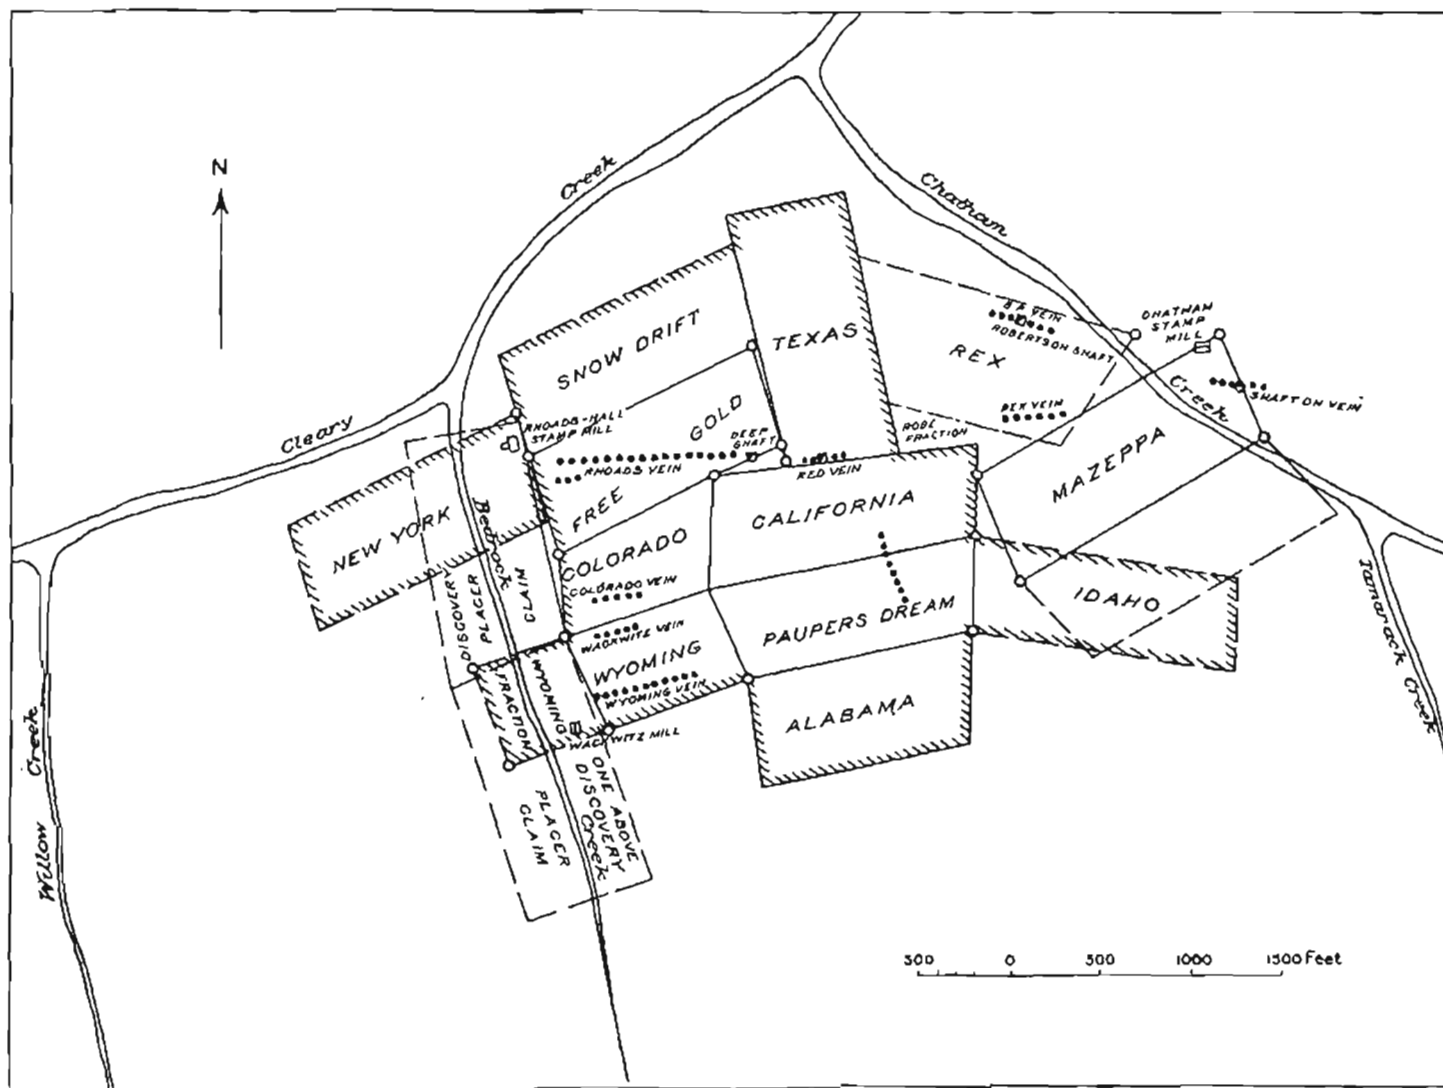 N
Creek
Chatham
Creek
Cleary
Willow
Creek
Bedrock
Creek
Tamarack Creek
SNOW DRIFT
TEXAS
REX
B A VEIN
ROBERTSON SHAFT
CHATHAM
STAMP
MILL
SHAFT ON VEIN
REX VEIN
ROBE
FRACTION
MAZEPPA
RHOADS-HALL
STAMP MILL
GOLD
DEEP
SHAFT
RHOADS VEIN
FREE
RED VEIN
CALIFORNIA
NEW YORK
COLORADO
COLORADO VEIN
DISCOVERY
PLACER
CLAIM
IDAHO
PAUPERS DREAM
WACKWITZ VEIN
WYOMING
WYOMING VEIN
WYOMING
FRACTION
WACKWITZ MILL
ALABAMA
ONE ABOVE
DISCOVERY
PLACER
CLAIM
500 0 500 1000 1500 Feet